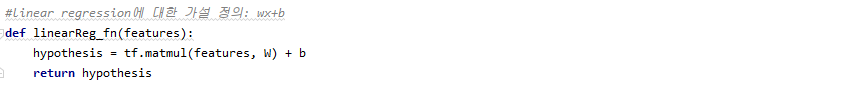 #linear regression에 대한 가설 정의: wx+b
def linearReg_fn(features):
    hypothesis = tf.matmul(features, W) + b
    return hypothesis